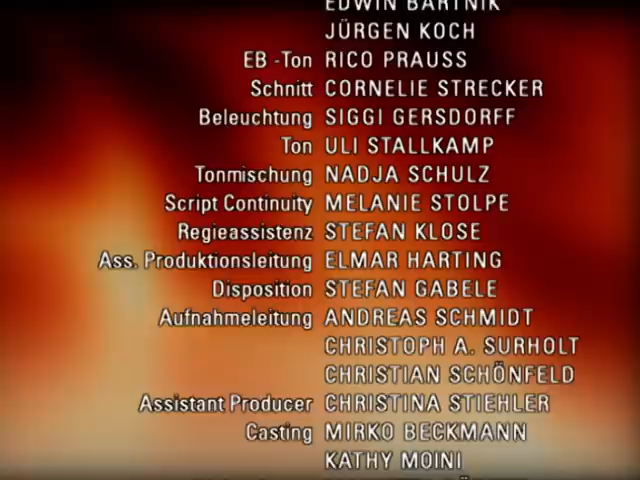 EDWIN BARTNIK
JÜRGEN KOCH
EB -Ton RICO PRAUSS
Schnitt CORNELIE STRECKER
Beleuchtung SIGGI GERSDORFF
Ton ULI STALLKAMP
Tonmischung NADJA SCHULZ
Script Continuity MELANIE STOLPE
Regieassistenz STEFAN KLOSE
Ass. Produktionsleitung ELMAR HARTING
Disposition STEFAN GABELE
Aufnahmeleitung ANDREAS SCHMIDT
CHRISTOPH A. SURHOLT
CHRISTIAN SCHÖNFELD
Assistant Producer CHRISTINA STIEHLER
Casting MIRKO BECKMANN
KATHY MOINI